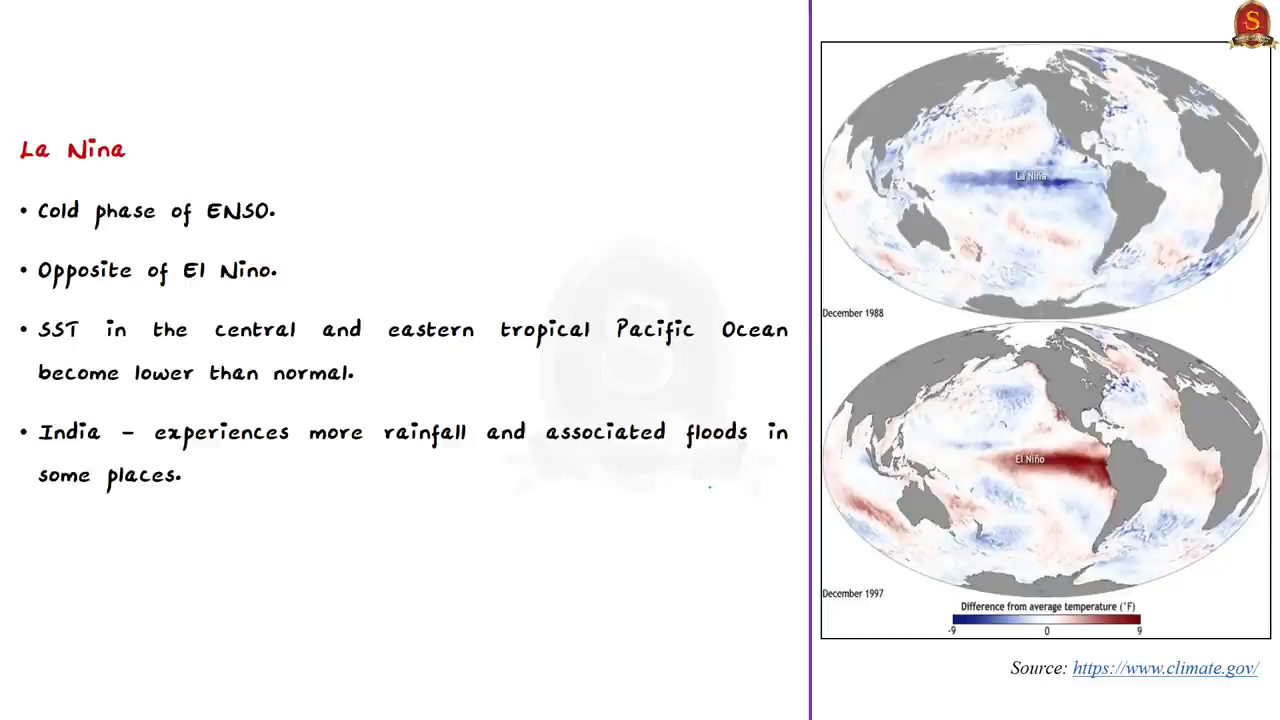 La Nina
• Cold phase of ENSO.
• Opposite of El Nino.
• SST in the central and eastern tropical Pacific Ocean
become lower than normal.
• India – experiences more rainfall and associated floods in
some places.
S
La Niña
December 1988
El Niño
December 1997
Difference from average temperature (°F)
-9 0 9
Source: https://www.climate.gov/